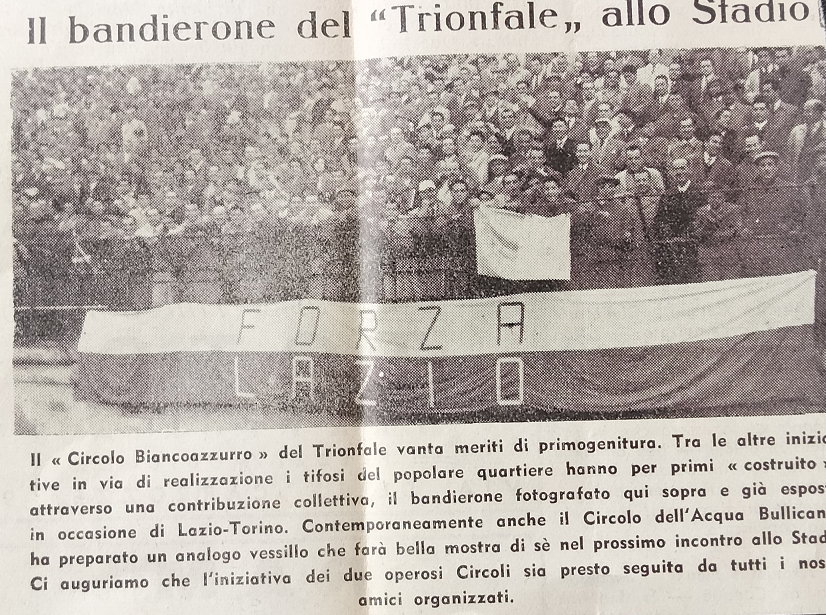 Il bandierone del “Trionfale„ allo Stadio
FORZA
LAZIO
Il « Circolo Biancoazzurro » del Trionfale vanta meriti di primogenitura. Tra le altre inizia
tive in via di realizzazione i tifosi del popolare quartiere hanno per primi « costruito »
attraverso una contribuzione collettiva, il bandierone fotografato qui sopra e già espos
in occasione di Lazio-Torino. Contemporaneamente anche il Circolo dell'Acqua Bullican
ha preparato un analogo vessillo che farà bella mostra di sè nel prossimo incontro allo Stad
Ci auguriamo che l'iniziativa dei due operosi Circoli sia presto seguita da tutti i nos
amici organizzati.